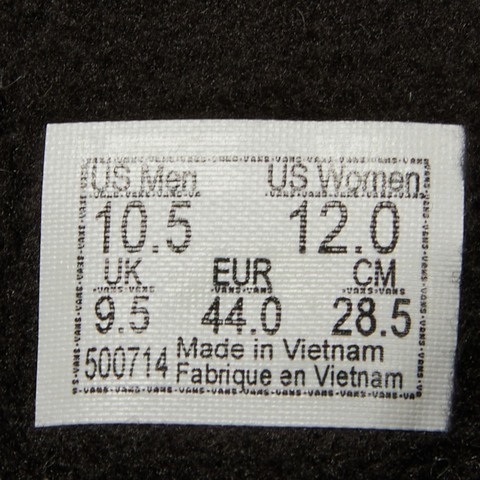 US Men US Women
10.5 12.0
UK EUR CM
9.5 44.0 28.5
500714 Made in Vietnam
Fabrique en Vietnam